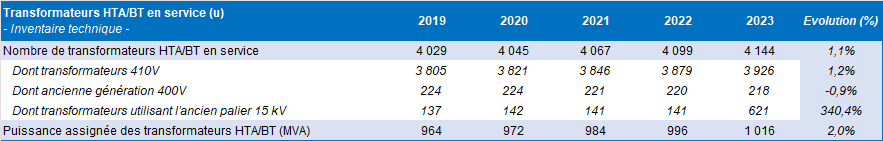 Transformateurs HTA/BT en service (u)
- Inventaire technique - 2019 2020 2021 2022 2023 Evolution (%)
Nombre de transformateurs HTA/BT en service 4 029 4 045 4 067 4 099 4 144 1,1%
Dont transformateurs 410V 3 805 3 821 3 846 3 879 3 926 1,2%
Dont ancienne génération 400V 224 224 221 220 218 -0,9%
Dont transformateurs utilisant l'ancien palier 15 kV 137 142 141 141 621 340,4%
Puissance assignée des transformateurs HTA/BT (MVA) 964 972 984 996 1 016 2,0%